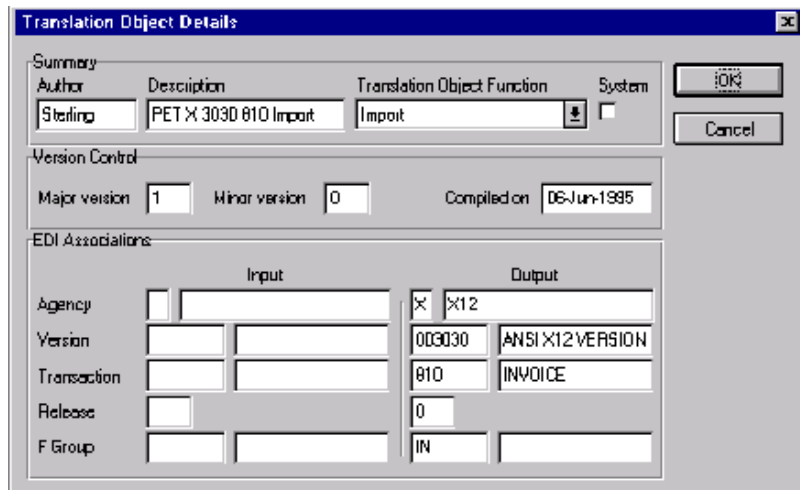 Translation Object Details
Summary
Author Description Translation Object Function System
Sterling PET X 3030 810 Import Import
OK
Cancel
Version Control
Major version 1 Minor version 0 Compiled on 06-Jun-1995
EDI Associations
Input Output
Agency X X12
Version 003030 ANSI X12 VERSION
Transaction 810 INVOICE
Release 0
F Group IN